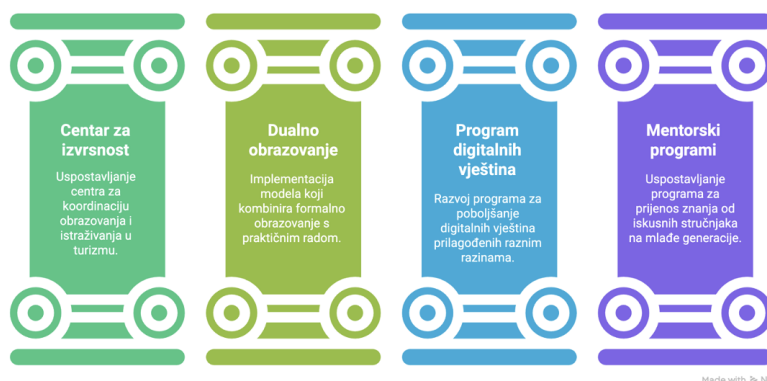 Centar za
izvrsnost
Uspostavljanje
centra za
koordinaciju
obrazovanja i
istraživanja u
turizmu.
Dualno
obrazovanje
Implementacija
modela koji
kombinira formalno
obrazovanje s
praktičnim radom.
Program
digitalnih
vještina
Razvoj programa za
poboljšanje
digitalnih vještina
prilagođenih raznim
razinama.
Mentorski
programi
Uspostavljanje
programa za
prijenos znanja od
iskusnih stručnjaka
na mlađe generacije.
Made with